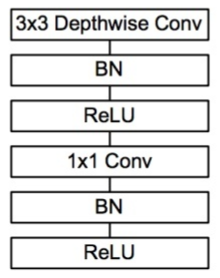 3x3 Depthwise Conv
BN
ReLU
1x1 Conv
BN
ReLU